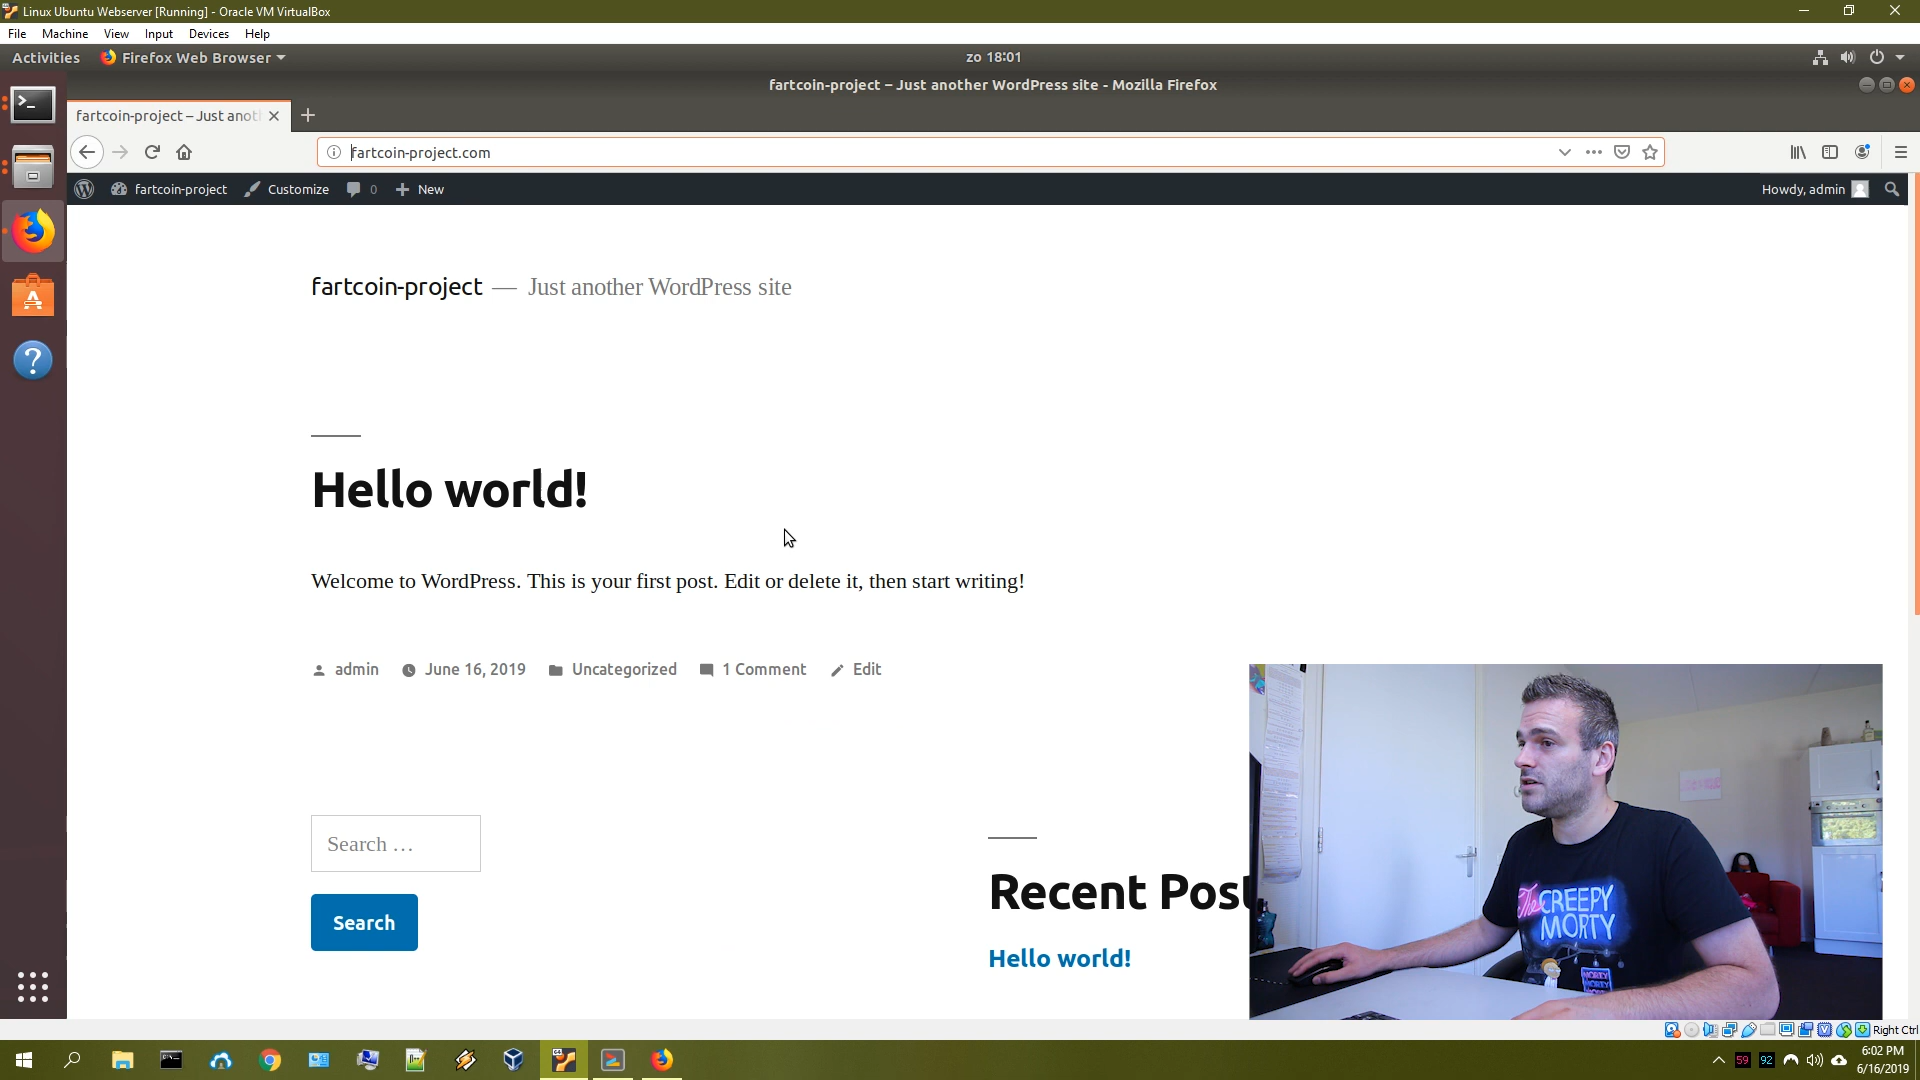 Linux Ubuntu Webserver [Running] - Oracle VM VirtualBox
File Machine View Input Devices Help
Activities Firefox Web Browser zo 18:01
fartcoin-project – Just another WordPress site - Mozilla Firefox
fartcoin-project – Just anot
fartcoin-project.com
fartcoin-project Customize 0 New Howdy, admin
fartcoin-project — Just another WordPress site
Hello world!
Welcome to WordPress. This is your first post. Edit or delete it, then start writing!
admin June 16, 2019 Uncategorized 1 Comment Edit
Search …
Search
Recent Post
Hello world!
The CREEPY
MORTY
Right Ctrl
59 92
6:02 PM
6/16/2019